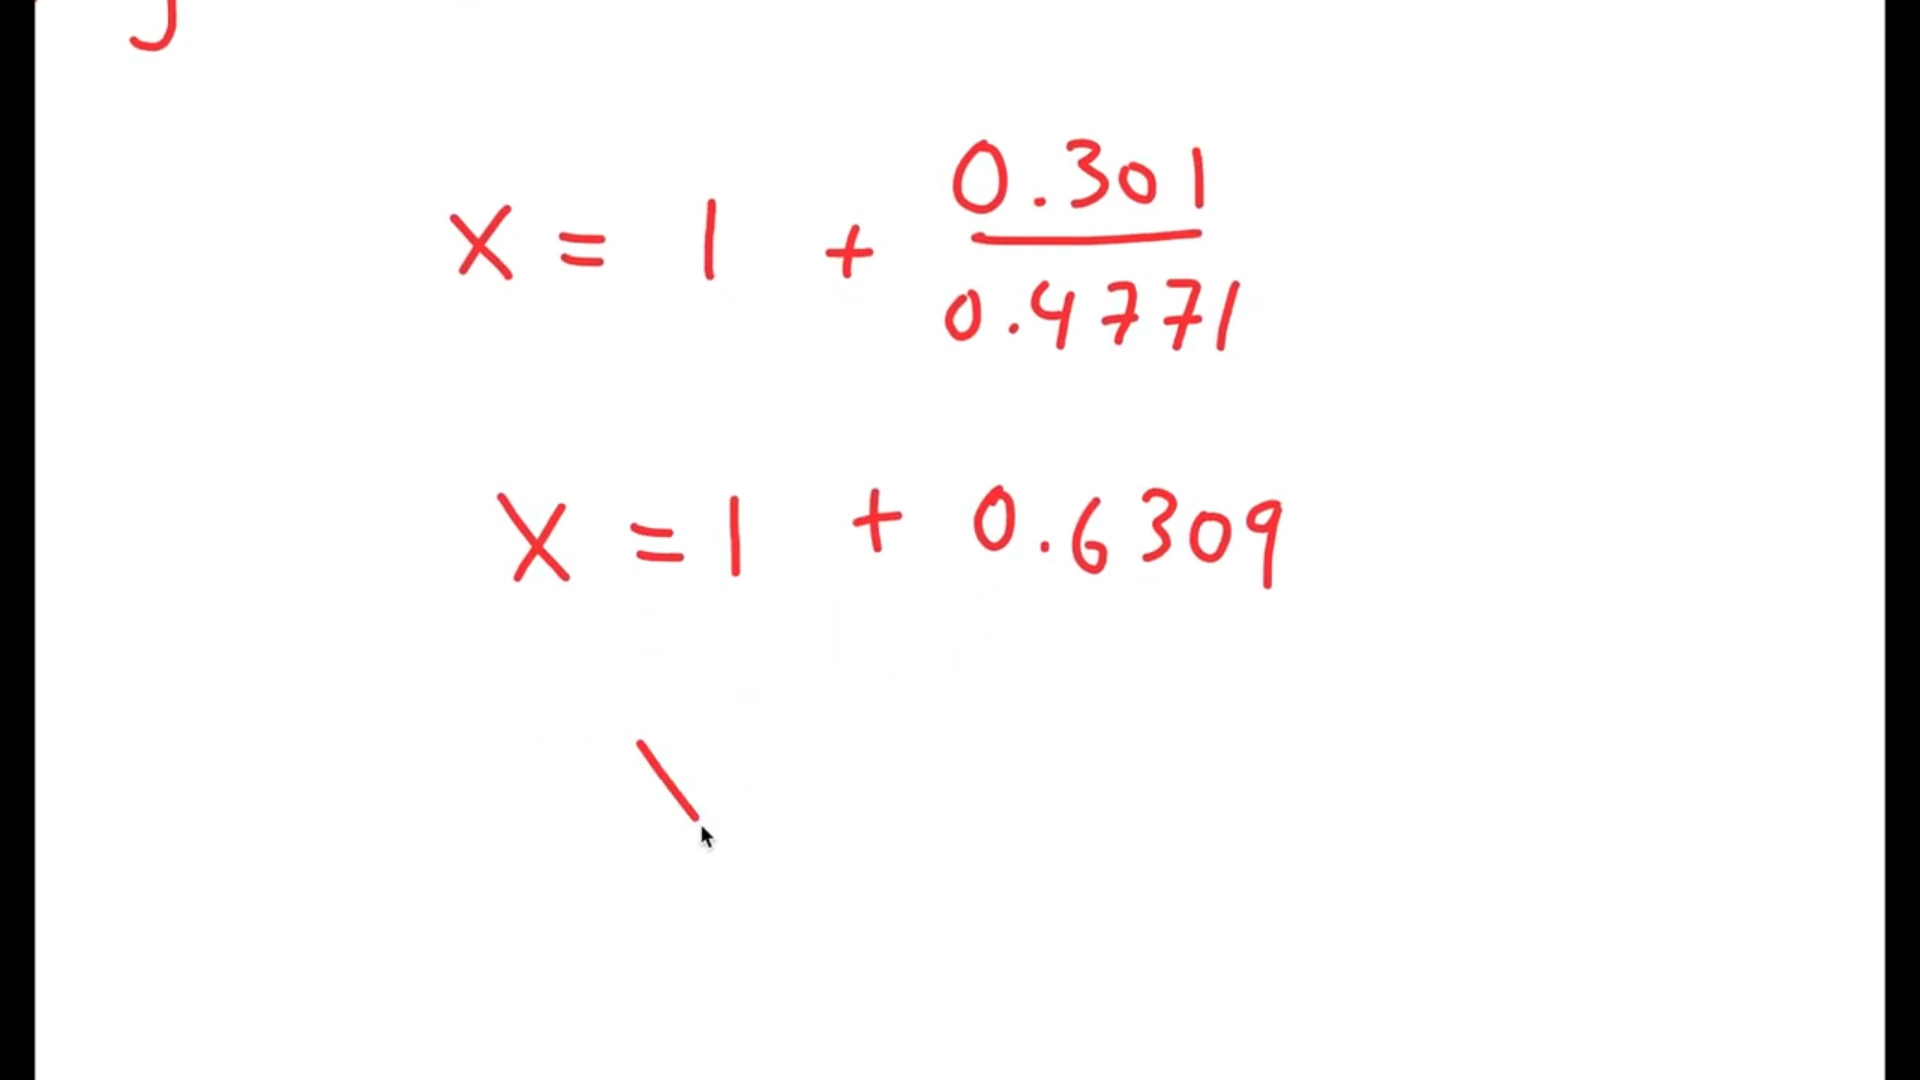 x = 1 + 0.301/0.4771
x = 1 + 0.6309